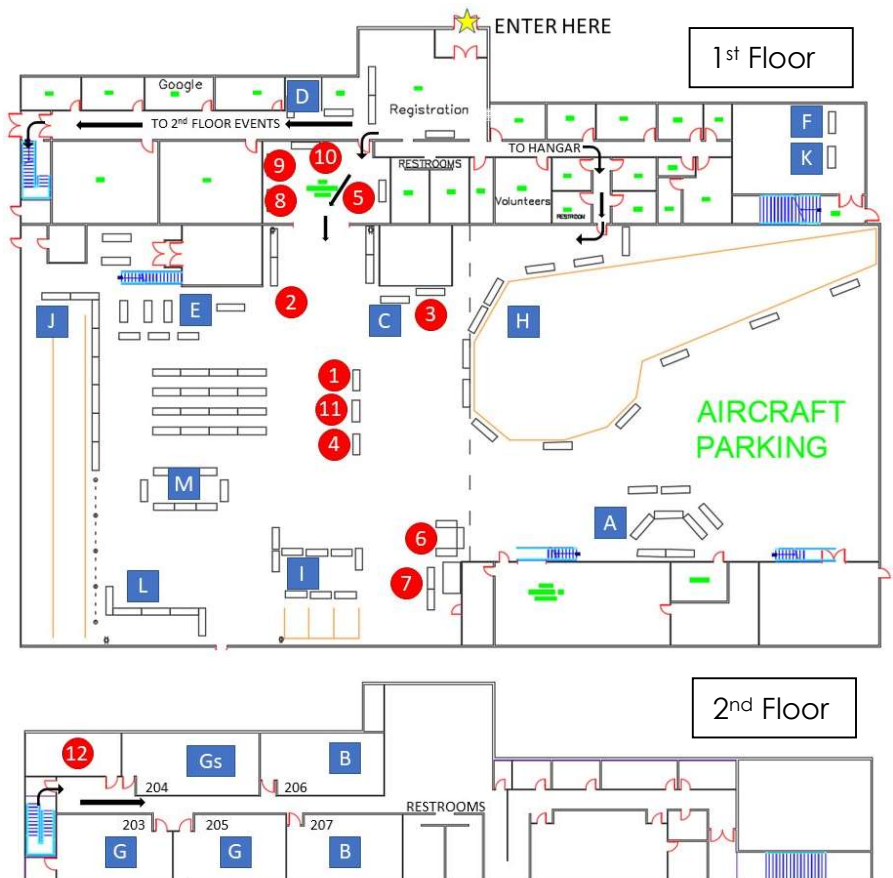 ENTER HERE
1st Floor
Google
D
Registration
F
TO 2nd FLOOR EVENTS
TO HANGAR
K
9
10
RESTROOMS
8
5
Volunteers
RESTROOM
J
E
2
C
3
H
1
11
4
AIRCRAFT
PARKING
M
A
6
I
7
L
2nd Floor
12
Gs
B
204
206
RESTROOMS
203
205
207
G
G
B